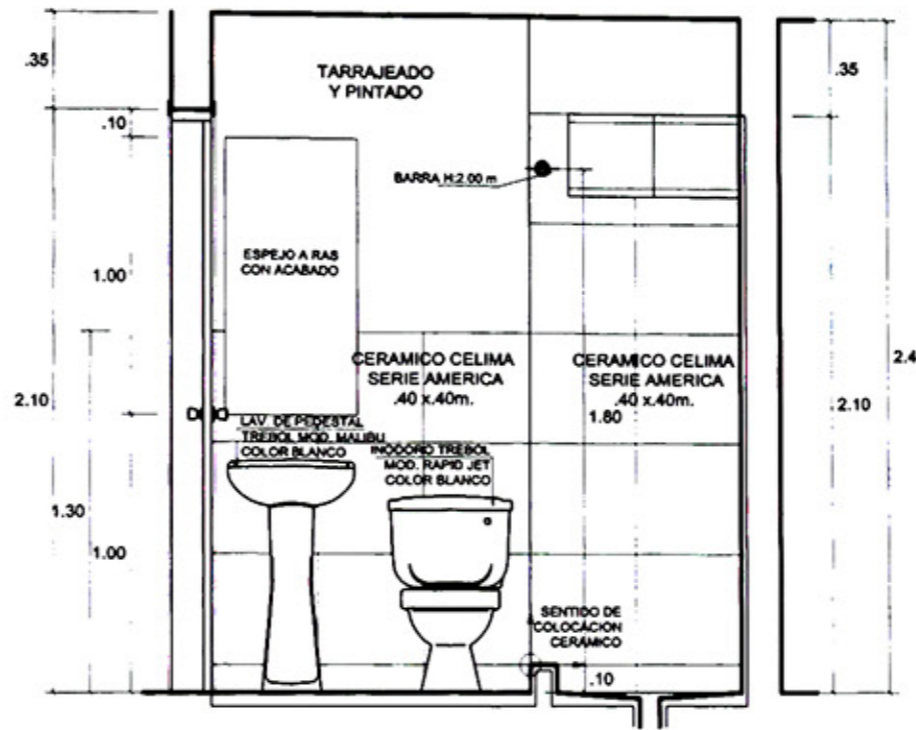 .35
TARRAJEADO
Y PINTADO
.35
.10
BARRA H:2.00 m
ESPEJO A RAS
CON ACABADO
1.00
CERAMICO CELIMA
SERIE AMERICA
.40 x.40m.
CERAMICO CELIMA
SERIE AMERICA
.40 x.40m.
2.4
2.10
1.80
2.10
LAV. DE PEDESTAL
TREBOL MOD. MALIBU
COLOR BLANCO
INODORO TREBOL
MOD. RAPID JET
COLOR BLANCO
1.30
1.00
SENTIDO DE
COLOCACION
CERAMICO
.10